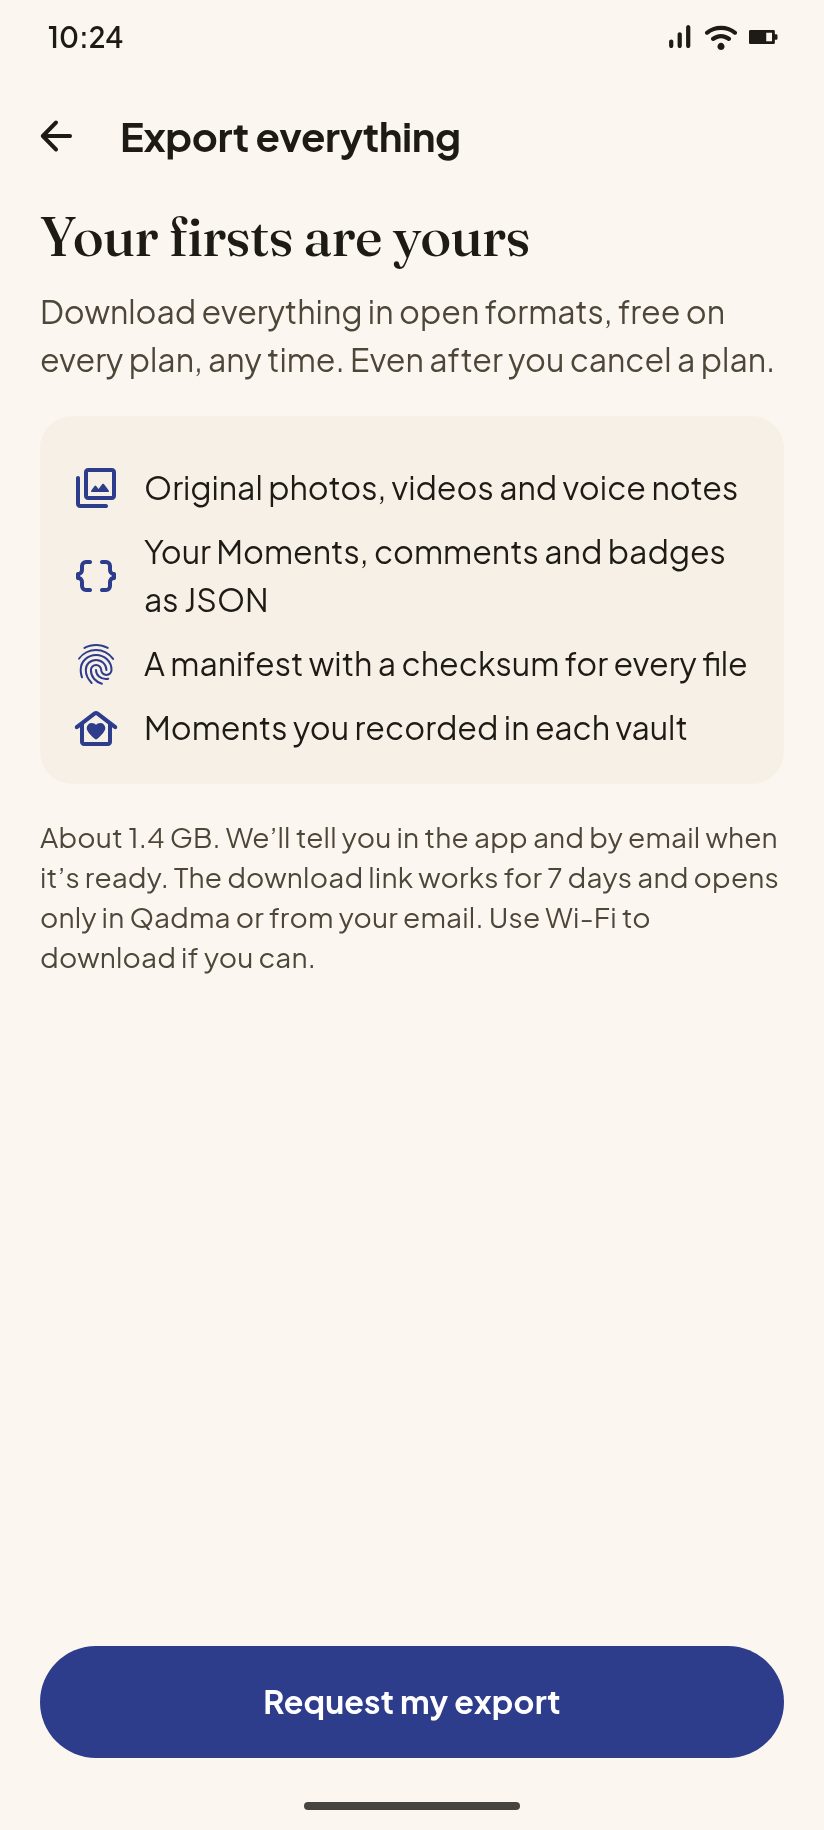 10:24
Export everything
Your firsts are yours
Download everything in open formats, free on
every plan, any time. Even after you cancel a plan.
Original photos, videos and voice notes
Your Moments, comments and badges
as JSON
A manifest with a checksum for every file
Moments you recorded in each vault
About 1.4 GB. We’ll tell you in the app and by email when
it’s ready. The download link works for 7 days and opens
only in Qadma or from your email. Use Wi-Fi to
download if you can.
Request my export